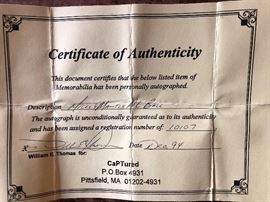 Certificate of Authenticity
This document certifies that the below listed item of
Memorabilia has been personally autographed.
Description
The autograph is unconditionally guaranteed as to its authenticity
and has been assigned a registration number of: 10107
X Date Dec 94
William E. Thomas for:
CaPTured
P.O.Box 4931
Pittsfield, MA 01202-4931